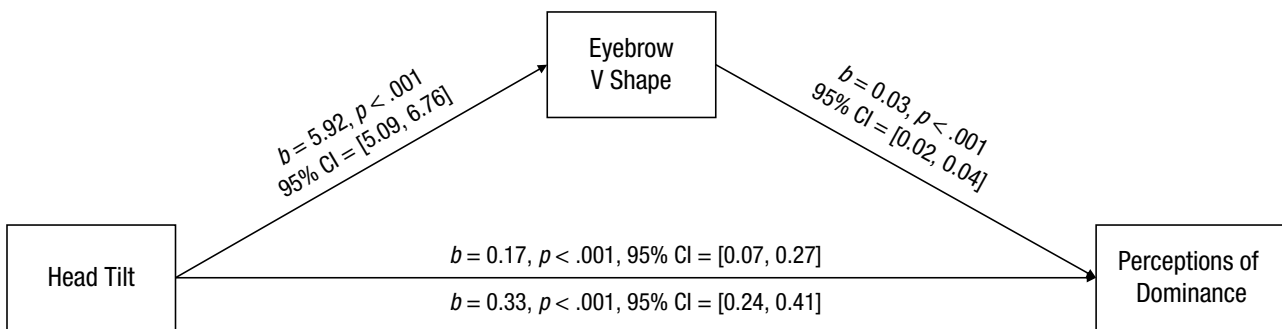 Eyebrow
V Shape
b = 5.92, p < .001
95% CI = [5.09, 6.76]
b = 0.03, p < .001
95% CI = [0.02, 0.04]
Head Tilt
b = 0.17, p < .001, 95% CI = [0.07, 0.27]
b = 0.33, p < .001, 95% CI = [0.24, 0.41]
Perceptions of
Dominance